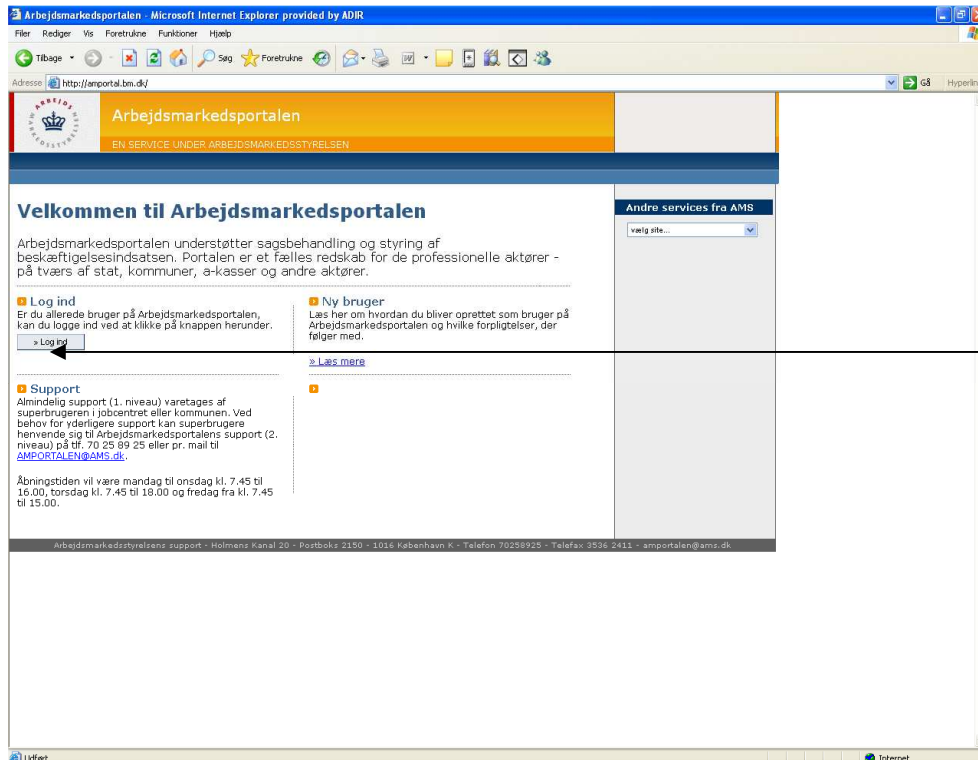 Arbejdsmarkedsportalen - Microsoft Internet Explorer provided by ADIR
Filer Rediger Vis Foretrukne Funktioner Hjælp
Tilbage Søg Foretrukne
Adresse http://amportal.bm.dk/ Gå Hyperlin
ARBEJDS
MARKEDSSTYRELSEN
Arbejdsmarkedsportalen
EN SERVICE UNDER ARBEJDSMARKEDSSTYRELSEN
Velkommen til Arbejdsmarkedsportalen
Arbejdsmarkedsportalen understøtter sagsbehandling og styring af
beskæftigelsesindsatsen. Portalen er et fælles redskab for de professionelle aktører -
på tværs af stat, kommuner, a-kasser og andre aktører.
Log ind
Er du allerede bruger på Arbejdsmarkedsportalen,
kan du logge ind ved at klikke på knappen herunder.
» Log ind
Ny bruger
Læs her om hvordan du bliver oprettet som bruger på
Arbejdsmarkedsportalen og hvilke forpligtelser, der
følger med.
» Læs mere
Support
Almindelig support (1. niveau) varetages af
superbrugeren i jobcentret eller kommunen. Ved
behov for yderligere support kan superbrugere
henvende sig til Arbejdsmarkedsportalens support (2.
niveau) på tlf. 70 25 89 25 eller pr. mail til
AMPORTALEN@AMS.dk.
Åbningstiden vil være mandag til onsdag kl. 7.45 til
16.00, torsdag kl. 7.45 til 18.00 og fredag fra kl. 7.45
til 15.00.
Andre services fra AMS
vælg site...
Arbejdsmarkedsstyrelsens support - Holmens Kanal 20 - Postboks 2150 - 1016 København K - Telefon 70258925 - Telefax 3536 2411 - amportalen@ams.dk
Udført Internet